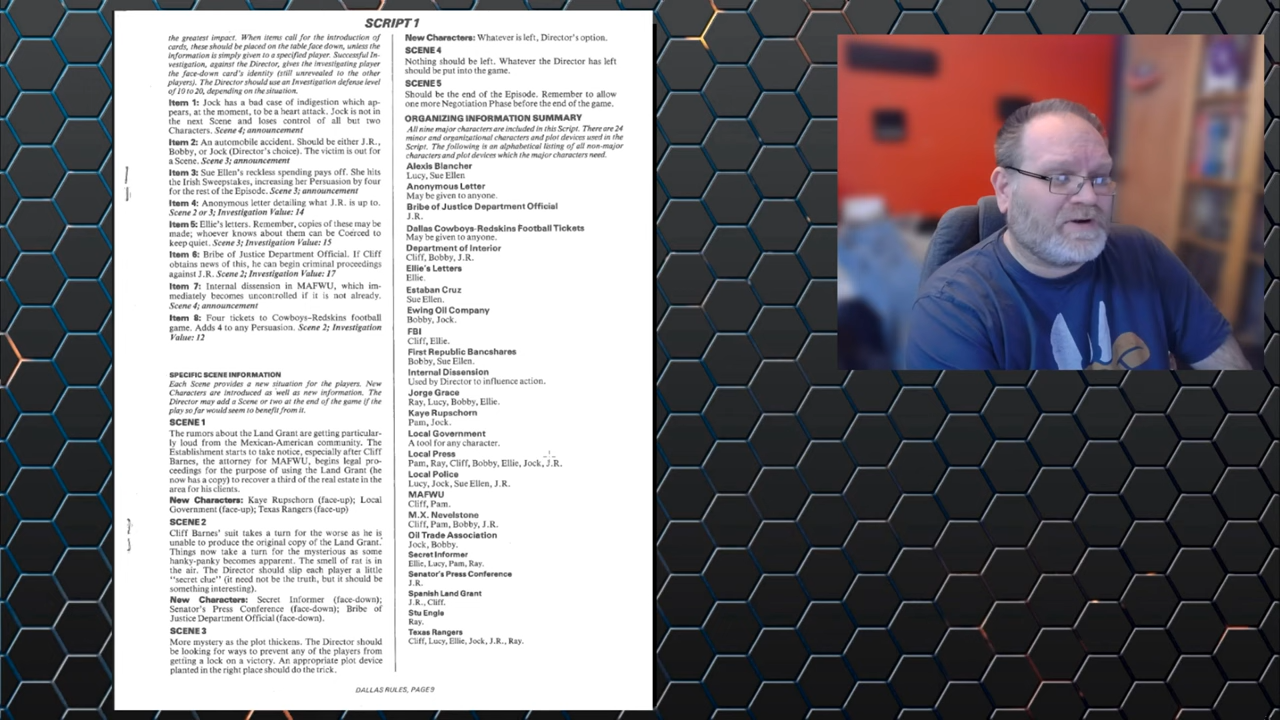 SCRIPT 1
the greatest impact. When items call for the introduction of
cards, these should be placed on the table face down, unless the
information is simply given to a specified player. Successful In-
vestigation, against the Director, gives the investigating player
the face-down card's identity (still unrevealed to the other
players). The Director should use an Investigation defense level
of 10 to 20, depending on the situation.
Item 1: Jock has a bad case of indigestion which ap-
pears, at the moment, to be a heart attack. Jock is not in
the next Scene and loses control of all but two
Characters. Scene 4; announcement
Item 2: An automobile accident. Should be either J.R.,
Bobby, or Jock (Director's choice). The victim is out for
a Scene. Scene 3; announcement
Item 3: Sue Ellen's reckless spending pays off. She hits
the Irish Sweepstakes, increasing her Persuasion by four
for the rest of the Episode. Scene 3; announcement
Item 4: Anonymous letter detailing what J.R. is up to.
Scene 2 or 3; Investigation Value: 14
Item 5: Ellie's letters. Remember, copies of these may be
made; whoever knows about them can be Coerced to
keep quiet. Scene 3; Investigation Value: 15
Item 6: Bribe of Justice Department Official. If Cliff
obtains news of this, he can begin criminal proceedings
against J.R. Scene 2; Investigation Value: 17
Item 7: Internal dissension in MAFWU, which im-
mediately becomes uncontrolled if it is not already.
Scene 4; announcement
Item 8: Four tickets to Cowboys-Redskins football
game. Adds 4 to any Persuasion. Scene 2; Investigation
Value: 12
SPECIFIC SCENE INFORMATION
Each Scene provides a new situation for the players. New
Characters are introduced as well as new information. The
Director may add a Scene or two at the end of the game if the
play so far would seem to benefit from it.
SCENE 1
The rumors about the Land Grant are getting particular-
ly loud from the Mexican-American community. The
Establishment starts to take notice, especially after Cliff
Barnes, the attorney for MAFWU, begins legal pro-
ceedings for the purpose of using the Land Grant (he
now has a copy) to recover a third of the real estate in the
area for his clients.
New Characters: Kaye Rupschorn (face-up); Local
Government (face-up); Texas Rangers (face-up)
SCENE 2
Cliff Barnes' suit takes a turn for the worse as he is
unable to produce the original copy of the Land Grant.
Things now take a turn for the mysterious as some
hanky-panky becomes apparent. The smell of rat is in
the air. The Director should slip each player a little
"secret clue" (it need not be the truth, but it should be
something interesting).
New Characters: Secret Informer (face-down);
Senator's Press Conference (face-down); Bribe of
Justice Department Official (face-down).
SCENE 3
More mystery as the plot thickens. The Director should
be looking for ways to prevent any of the players from
getting a lock on a victory. An appropriate plot device
planted in the right place should do the trick.
New Characters: Whatever is left, Director's option.
SCENE 4
Nothing should be left. Whatever the Director has left
should be put into the game.
SCENE 5
Should be the end of the Episode. Remember to allow
one more Negotiation Phase before the end of the game.
ORGANIZING INFORMATION SUMMARY
All nine major characters are included in this Script. There are 24
minor and organizational characters and plot devices used in the
Script. The following is an alphabetical listing of all non-major
characters and plot devices which the major characters need.
Alexis Blancher
Lucy, Sue Ellen
Anonymous Letter
May be given to anyone.
Bribe of Justice Department Official
J.R.
Dallas Cowboys-Redskins Football Tickets
May be given to anyone.
Department of Interior
Cliff, Bobby, J.R.
Ellie's Letters
Ellie.
Estaban Cruz
Sue Ellen.
Ewing Oil Company
Bobby, Jock.
FBI
Cliff, Ellie.
First Republic Bancshares
Bobby, Sue Ellen.
Internal Dissension
Used by Director to influence action.
Jorge Grace
Ray, Lucy, Bobby, Ellie.
Kaye Rupschorn
Pam, Jock.
Local Government
A tool for any character.
Local Press
Pam, Ray, Cliff, Bobby, Ellie, Jock, J.R.
Local Police
Lucy, Jock, Sue Ellen, J.R.
MAFWU
Cliff, Pam.
M.X. Nevelstone
Cliff, Pam, Bobby, J.R.
Oil Trade Association
Jock, Bobby.
Secret Informer
Ellie, Lucy, Pam, Ray.
Senator's Press Conference
J.R.
Spanish Land Grant
J.R., Cliff.
Stu Engle
Ray.
Texas Rangers
Cliff, Lucy, Ellie, Jock, J.R., Ray.
DALLAS RULES, PAGE 9